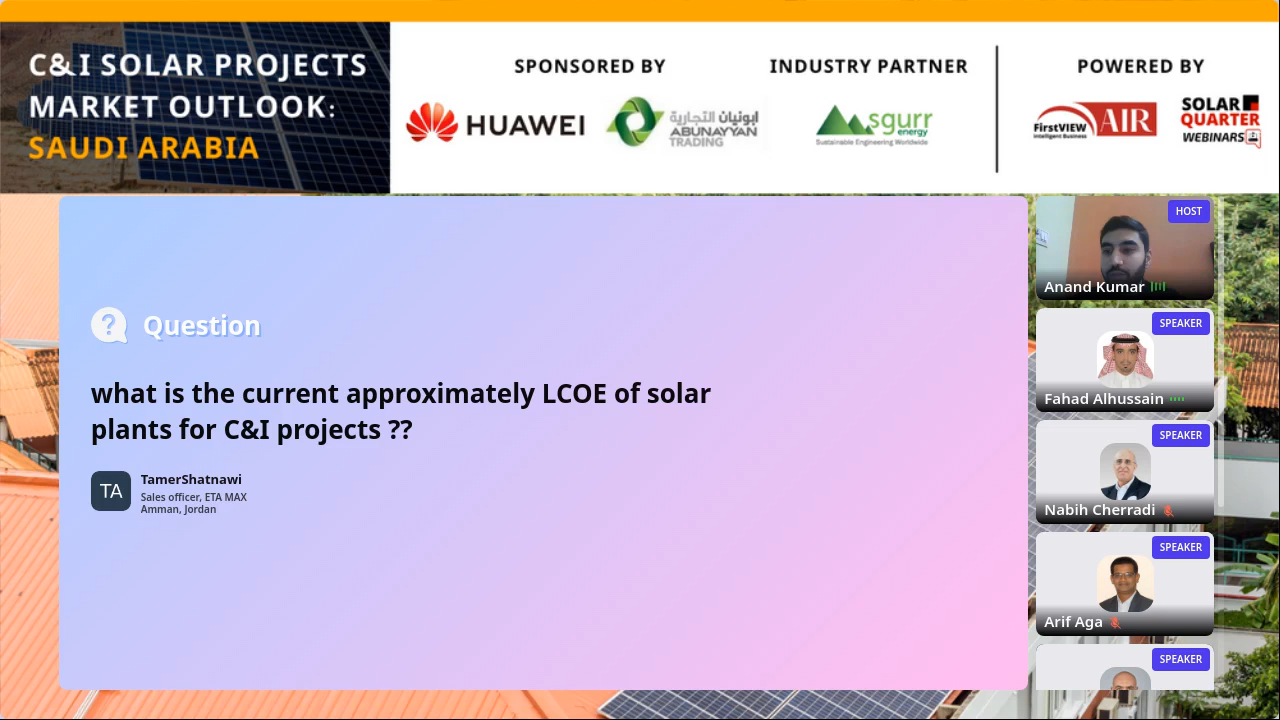 C&I SOLAR PROJECTS
MARKET OUTLOOK:
SAUDI ARABIA
SPONSORED BY
INDUSTRY PARTNER
POWERED BY
HUAWEI
ابونيان التجارية
ABUNAYYAN
TRADING
sgurr
energy
Sustainable Engineering Worldwide
FirstVIEW
Intelligent Business
AIR
SOLAR
QUARTER
WEBINARS
Question
what is the current approximately LCOE of solar
plants for C&I projects ??
TA
TamerShatnawi
Sales officer, ETA MAX
Amman, Jordan
HOST
Anand Kumar
SPEAKER
Fahad Alhussain
SPEAKER
Nabih Cherradi
SPEAKER
Arif Aga
SPEAKER